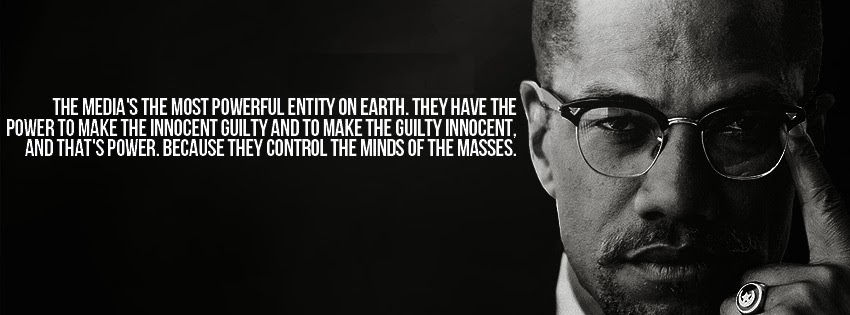 THE MEDIA'S THE MOST POWERFUL ENTITY ON EARTH. THEY HAVE THE
POWER TO MAKE THE INNOCENT GUILTY AND TO MAKE THE GUILTY INNOCENT,
AND THAT'S POWER. BECAUSE THEY CONTROL THE MINDS OF THE MASSES.